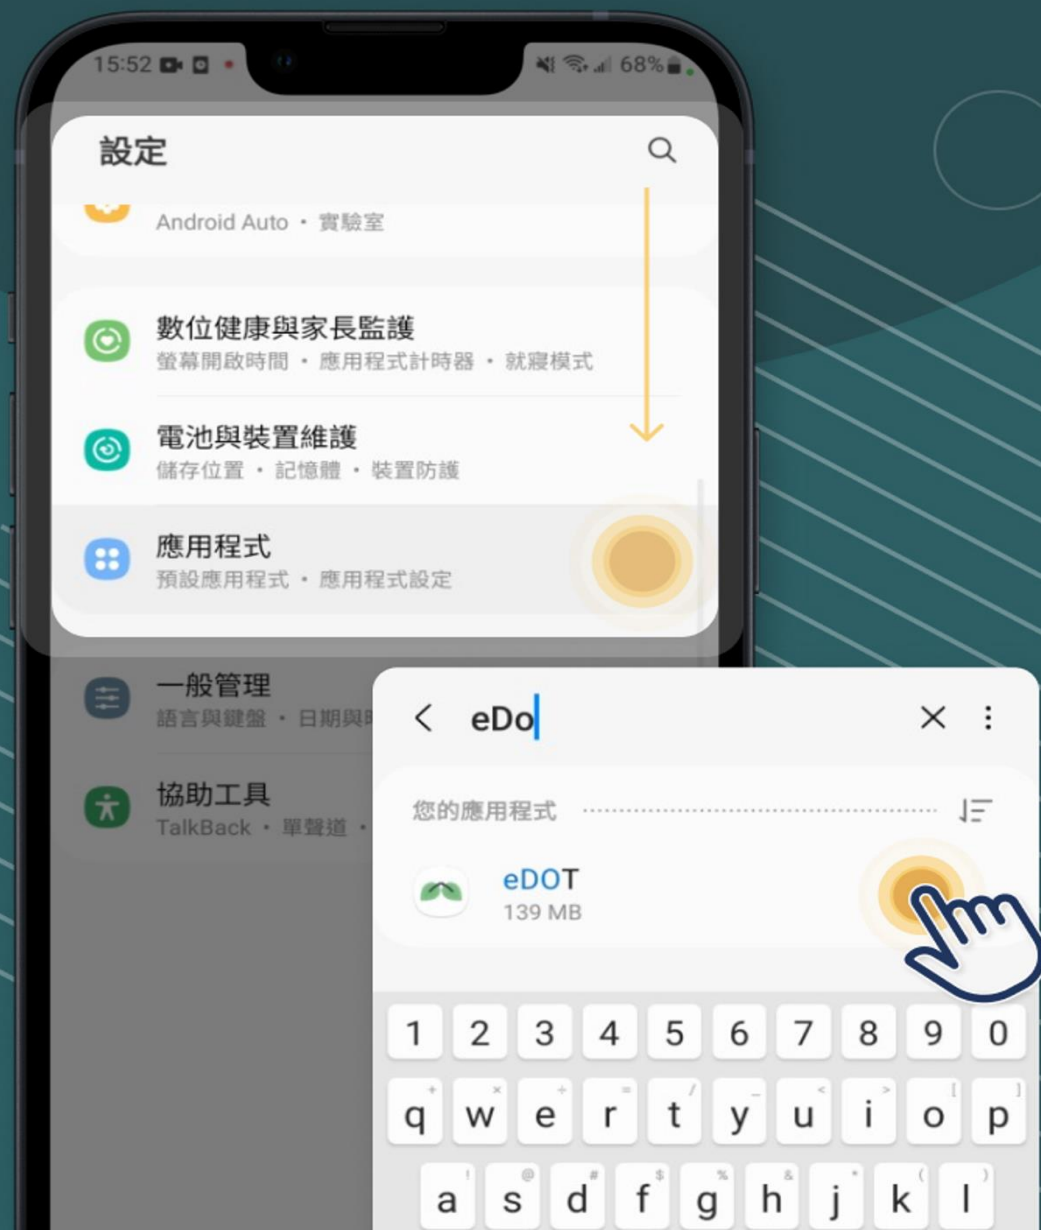 15:52
68%
設定
Android Auto • 實驗室
數位健康與家長監護
螢幕開啟時間 • 應用程式計時器 • 就寢模式
電池與裝置維護
儲存位置 • 記憶體 • 裝置防護
應用程式
預設應用程式 • 應用程式設定
一般管理
語言與鍵盤 • 日期與
協助工具
TalkBack • 單聲道 •
eDo
您的應用程式
eDOT
139 MB
1 2 3 4 5 6 7 8 9 0
+ × ÷ = / _ < > [ ]
q w e r t y u i o p
! @ # $ % & * ( )
a s d f g h j k l